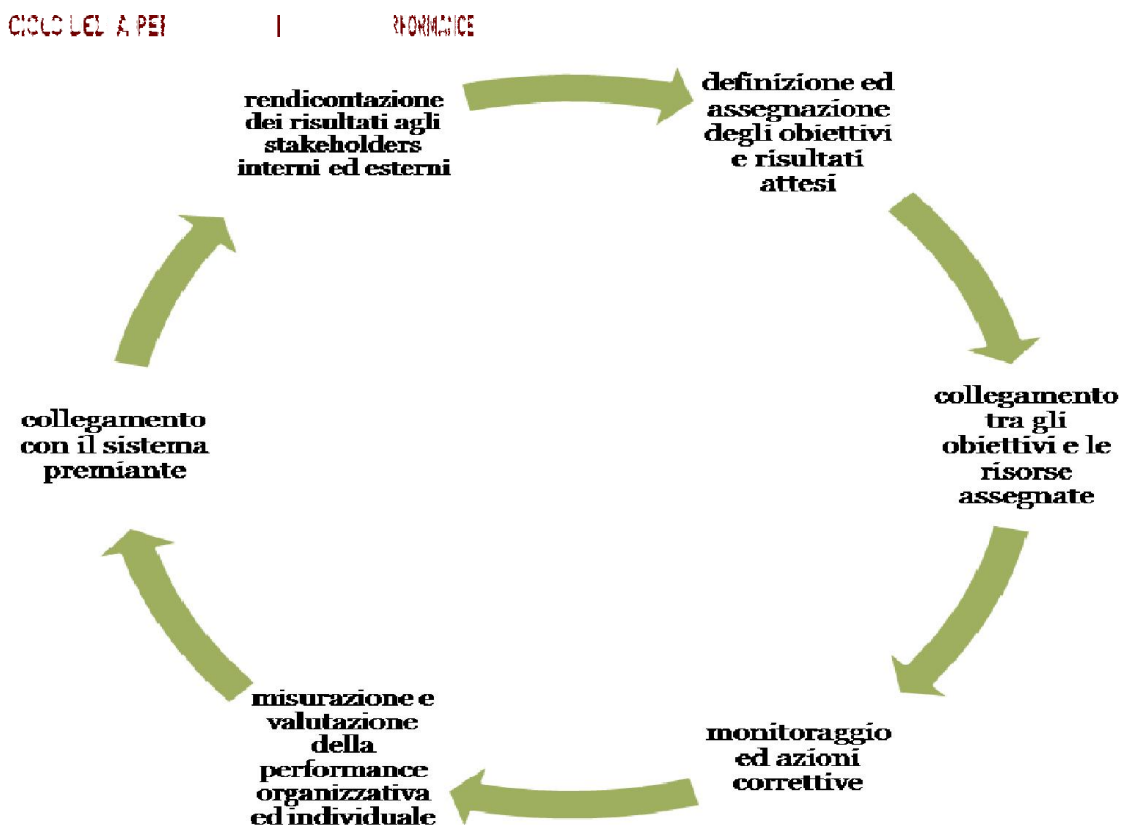 rendicontazione
dei risultati agli
stakeholders
interni ed esterni
definizione ed
assegnazione
degli obiettivi
e risultati
attesi
collegamento
tra gli
obiettivi e le
risorse
assegnate
monitoraggio
ed azioni
correttive
misurazione e
valutazione
della
performance
organizzativa
ed individuale
collegamento
con il sistema
premiante